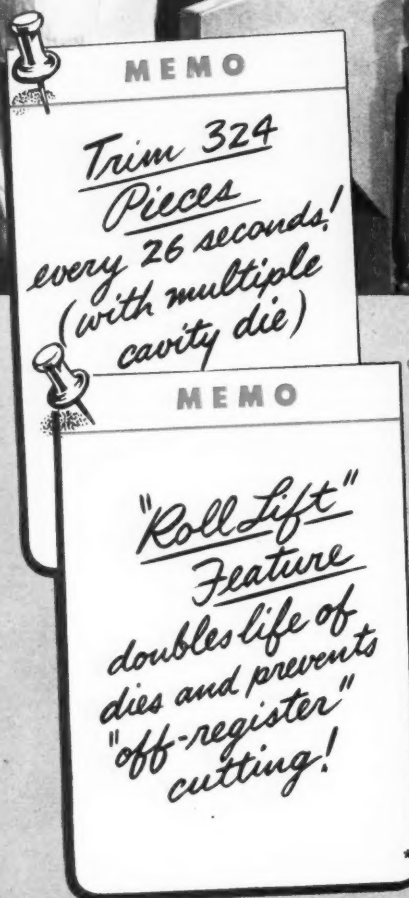 MEMO
Trim 324
Pieces
every 26 seconds!
(with multiple
cavity die)
MEMO
"Roll Lift"
Feature
doubles life of
dies and prevents
"off-register"
cutting!